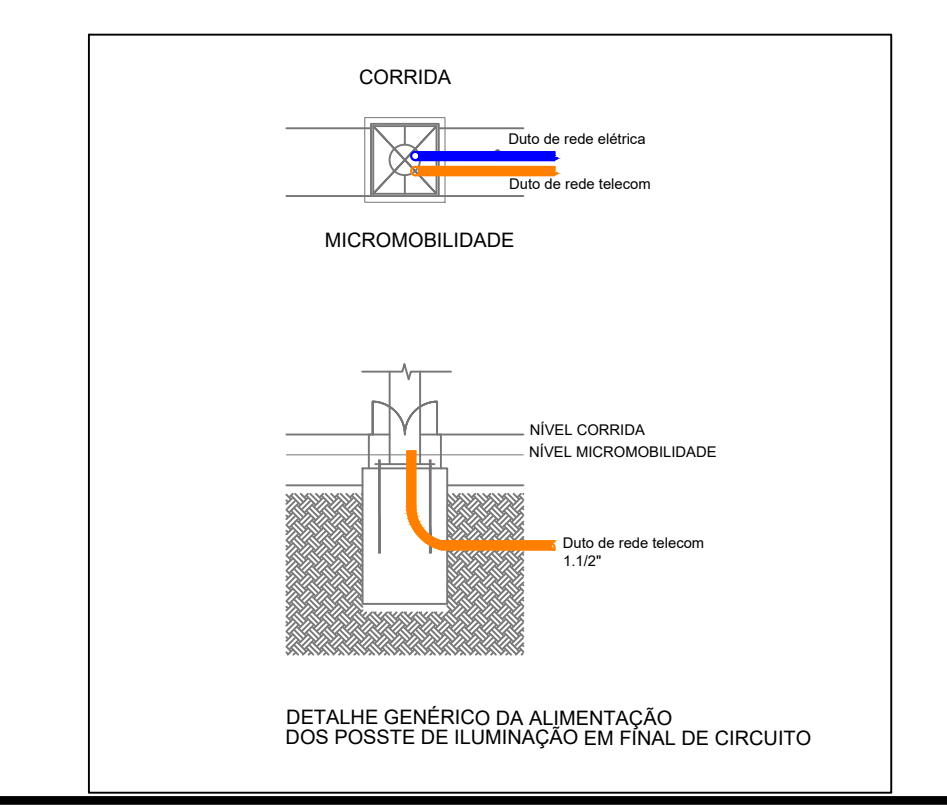 CORRIDA
Duto de rede elétrica
Duto de rede telecom
MICROMOBILIDADE
NÍVEL CORRIDA
NÍVEL MICROMOBILIDADE
Duto de rede telecom
1.1/2"
DETALHE GENÉRICO DA ALIMENTAÇÃO
DOS POSSTE DE ILUMINAÇÃO EM FINAL DE CIRCUITO